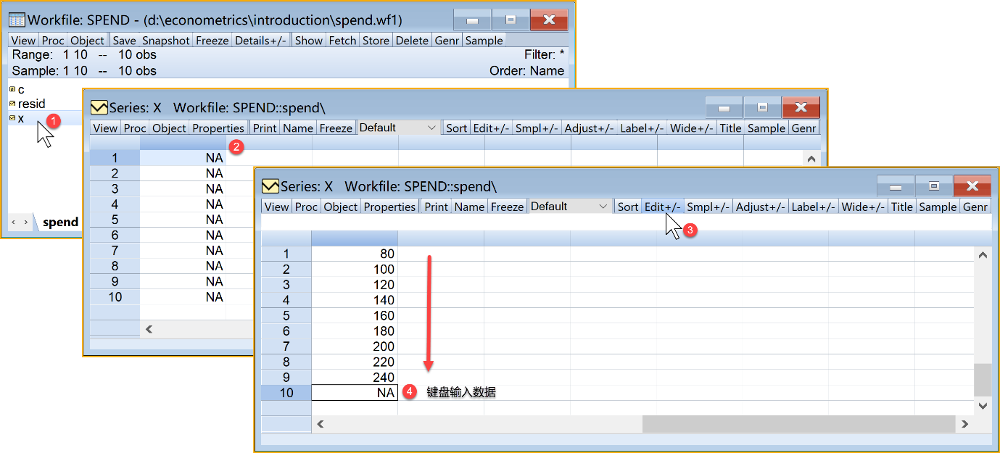 Workfile: SPEND - (d:\econometrics\introduction\spend.wf1)
View Proc Object Save Snapshot Freeze Details+/- Show Fetch Store Delete Genr Sample
Range: 1 10 -- 10 obs Filter: *
Sample: 1 10 -- 10 obs Order: Name
c
resid
x 1
spend
Series: X Workfile: SPEND::spend\
View Proc Object Properties Print Name Freeze Default Sort Edit+/- Smpl+/- Adjust+/- Label+/- Wide+/- Title Sample Genr
2
1 NA
2 NA
3 NA
4 NA
5 NA
6 NA
7 NA
8 NA
9 NA
10 NA
Series: X Workfile: SPEND::spend\
View Proc Object Properties Print Name Freeze Default Sort Edit+/- Smpl+/- Adjust+/- Label+/- Wide+/- Title Sample Genr
3
1 80
2 100
3 120
4 140
5 160
6 180
7 200
8 220
9 240
10 NA 4 键盘输入数据